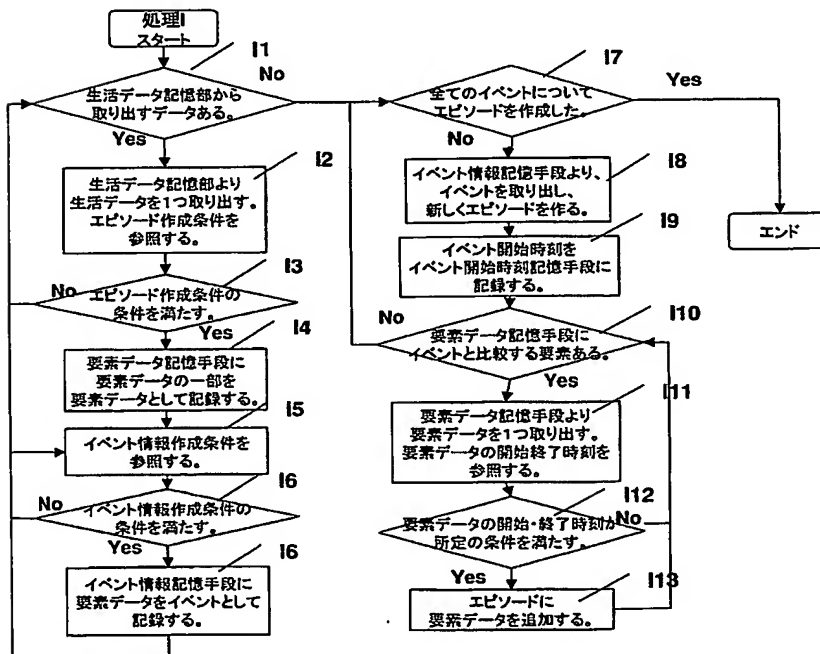 処理I
スタート
I1
生活データ記憶部から
取り出すデータある。
No
Yes
I2
生活データ記憶部より
生活データを1つ取り出す。
エピソード作成条件を
参照する。
I3
No
エピソード作成条件の
条件を満たす。
Yes
I4
要素データ記憶手段に
要素データの一部を
要素データとして記録する。
I5
イベント情報作成条件を
参照する。
I6
No
イベント情報作成条件の
条件を満たす。
Yes
I6
イベント情報記憶手段に
要素データをイベントとして
記録する。
I7
全てのイベントについて
エピソードを作成した。
Yes
No
I8
イベント情報記憶手段より、
イベントを取り出し、
新しくエピソードを作る。
I9
イベント開始時刻を
イベント開始時刻記憶手段に
記録する。
エンド
No
I10
要素データ記憶手段に
イベントと比較する要素ある。
Yes
I11
要素データ記憶手段より
要素データを1つ取り出す。
要素データの開始終了時刻を
参照する。
I12
要素データの開始・終了時刻が
所定の条件を満たす。
No
Yes
I13
エピソードに
要素データを追加する。